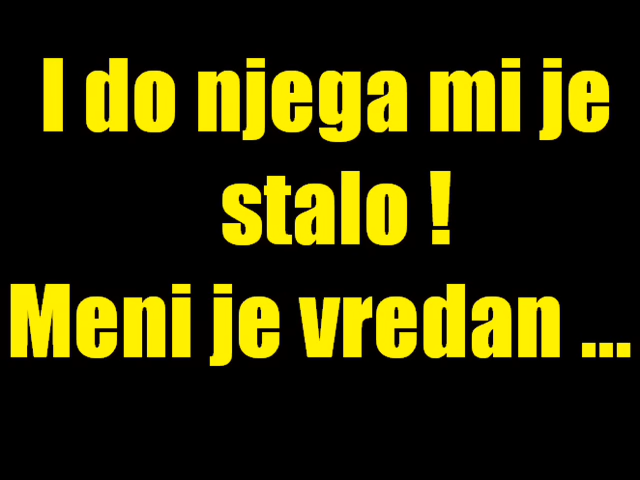 I do njega mi je
stalo !
Meni je vredan ...